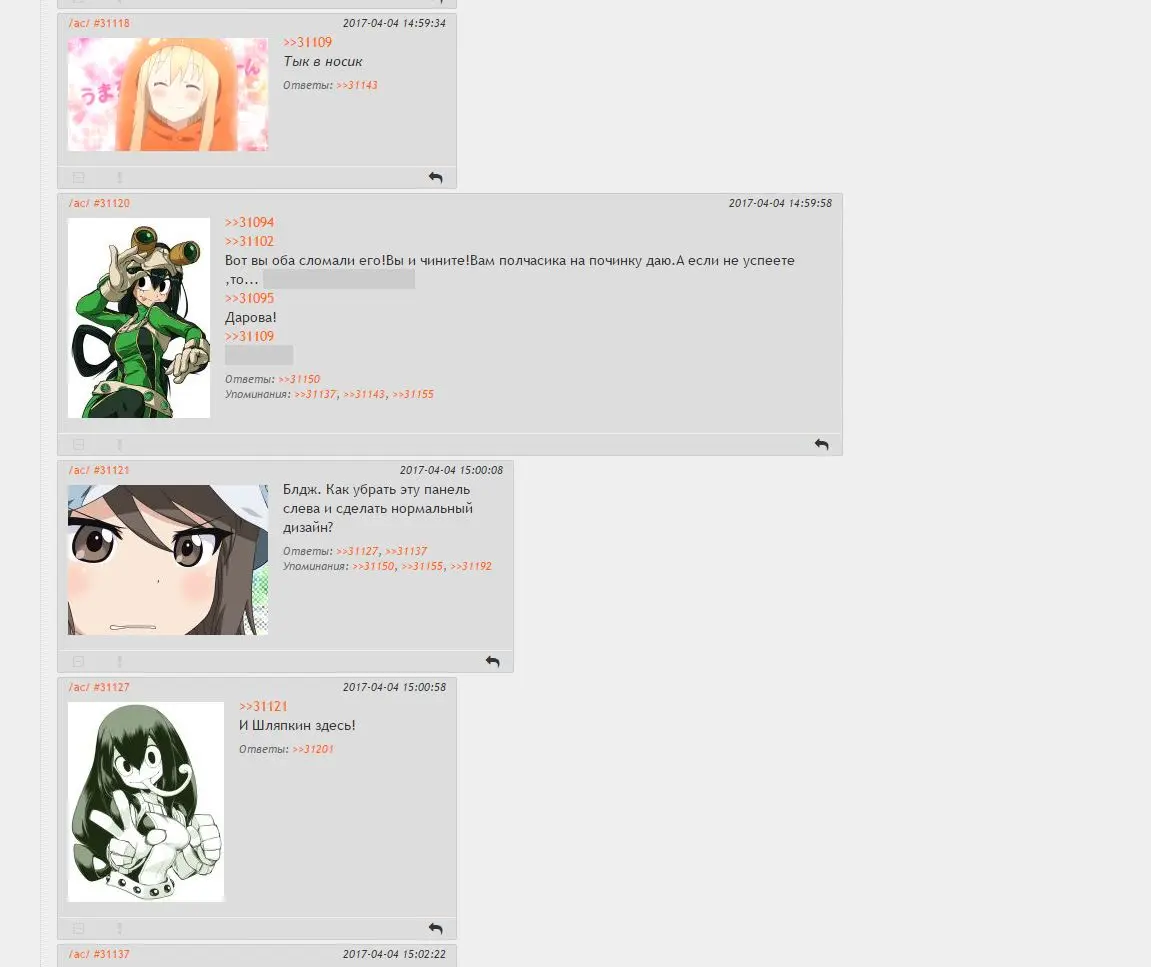 /ac/ #31118 2017-04-04 14:59:34
>>31109
Тык в носик
Ответы: >>31143
うまる
/ac/ #31120 2017-04-04 14:59:58
>>31094
>>31102
Вот вы оба сломали его!Вы и чините!Вам полчасика на починку даю.А если не успеете
,то...
>>31095
Дарова!
>>31109
Ответы: >>31150
Упоминания: >>31137, >>31143, >>31155
/ac/ #31121 2017-04-04 15:00:08
Блдж. Как убрать эту панель
слева и сделать нормальный
дизайн?
Ответы: >>31127, >>31137
Упоминания: >>31150, >>31155, >>31192
/ac/ #31127 2017-04-04 15:00:58
>>31121
И Шляпкин здесь!
Ответы: >>31201
/ac/ #31137 2017-04-04 15:02:22